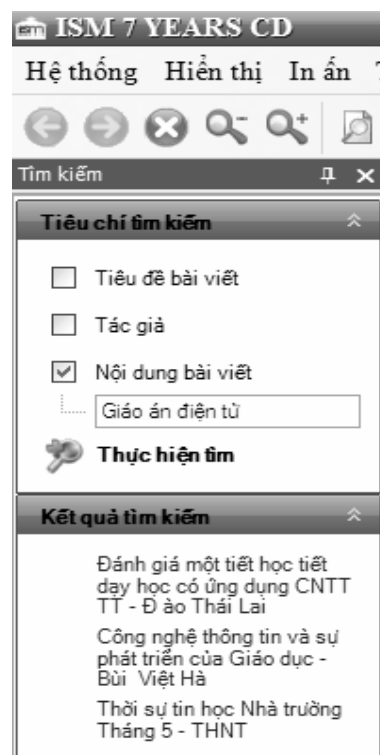 ISM 7 YEARS CD
Hệ thống Hiển thị In ấn
Tìm kiếm
Tiêu chí tìm kiếm
Tiêu đề bài viết
Tác giả
Nội dung bài viết
Giáo án điện tử
Thực hiện tìm
Kết quả tìm kiếm
Đánh giá một tiết học tiết
dạy học có ứng dụng CNTT
TT - Đ ào Thái Lai
Công nghệ thông tin và sự
phát triển của Giáo dục -
Bùi Việt Hà
Thời sự tin học Nhà trường
Tháng 5 - THNT